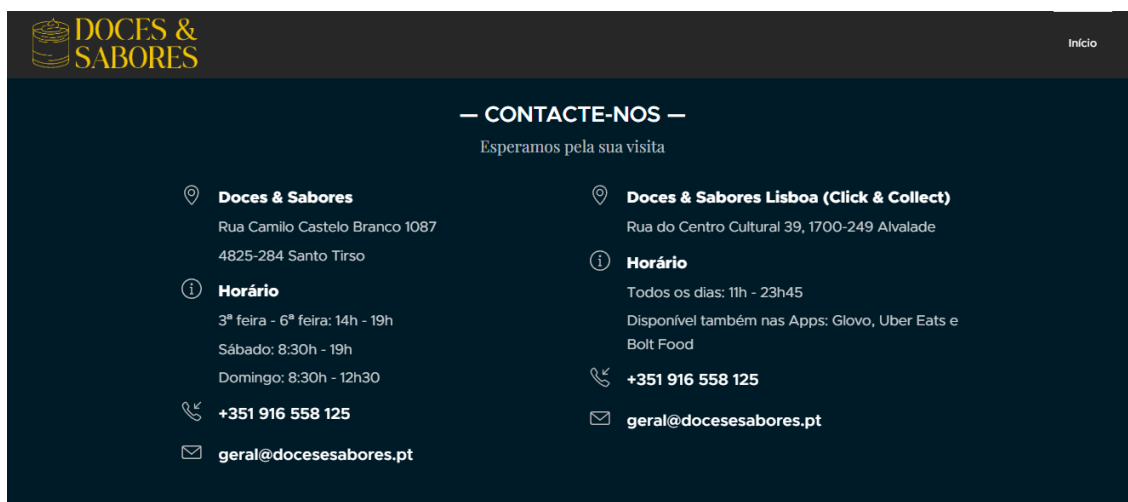 DOCES &
SABORES
Início
— CONTACTE-NOS —
Esperamos pela sua visita
Doces & Sabores
Rua Camilo Castelo Branco 1087
4825-284 Santo Tirso
Horário
3ª feira - 6ª feira: 14h - 19h
Sábado: 8:30h - 19h
Domingo: 8:30h - 12h30
+351 916 558 125
geral@docesesabores.pt
Doces & Sabores Lisboa (Click & Collect)
Rua do Centro Cultural 39, 1700-249 Alvalade
Horário
Todos os dias: 11h - 23h45
Disponível também nas Apps: Glovo, Uber Eats e
Bolt Food
+351 916 558 125
geral@docesesabores.pt